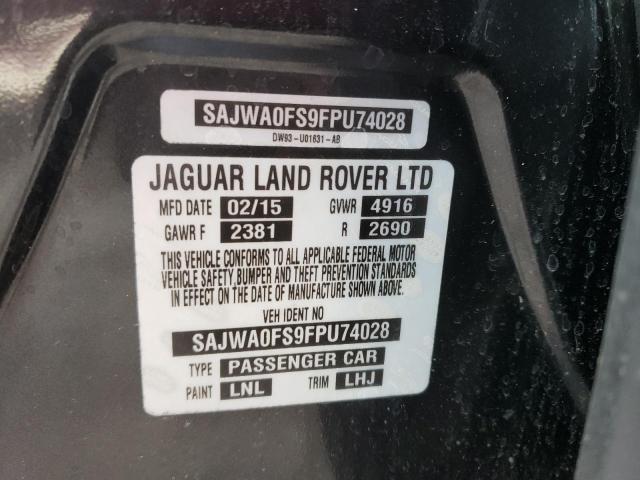 SAJWA0FS9FPU74028
DW93-U01631-AB
JAGUAR LAND ROVER LTD
MFD DATE 02/15 GVWR 4916
GAWR F 2381 R 2690
THIS VEHICLE CONFORMS TO ALL APPLICABLE FEDERAL MOTOR
VEHICLE SAFETY,BUMPER AND THEFT PREVENTION STANDARDS
IN EFFECT ON THE DATE OF MANUFACTURE SHOWN ABOVE.
VEH IDENT NO
SAJWA0FS9FPU74028
TYPE PASSENGER CAR
PAINT LNL TRIM LHJ